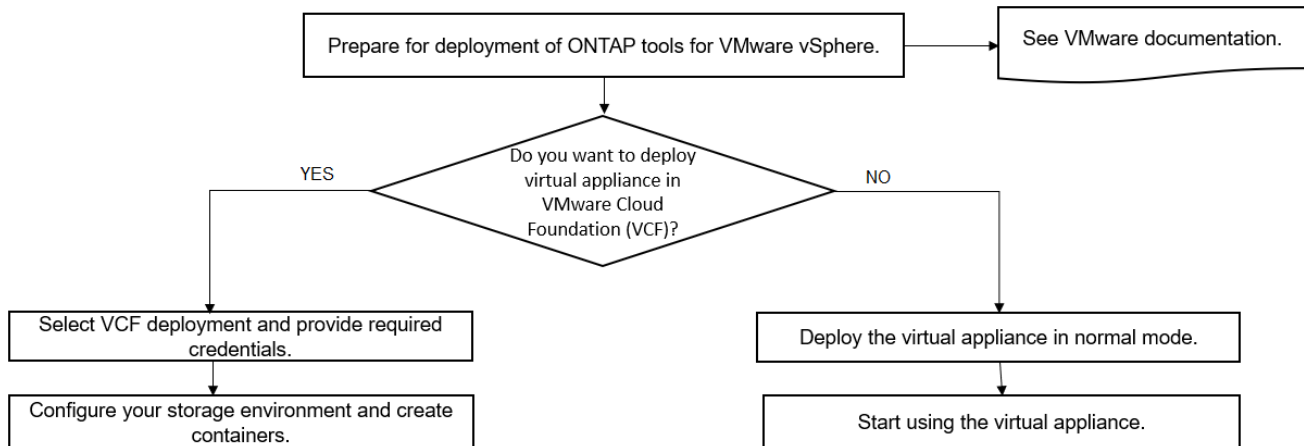 Prepare for deployment of ONTAP tools for VMware vSphere.
See VMware documentation.
Do you want to deploy
virtual appliance in
VMware Cloud
Foundation (VCF)?
YES
NO
Select VCF deployment and provide required
credentials.
Deploy the virtual appliance in normal mode.
Configure your storage environment and create
containers.
Start using the virtual appliance.